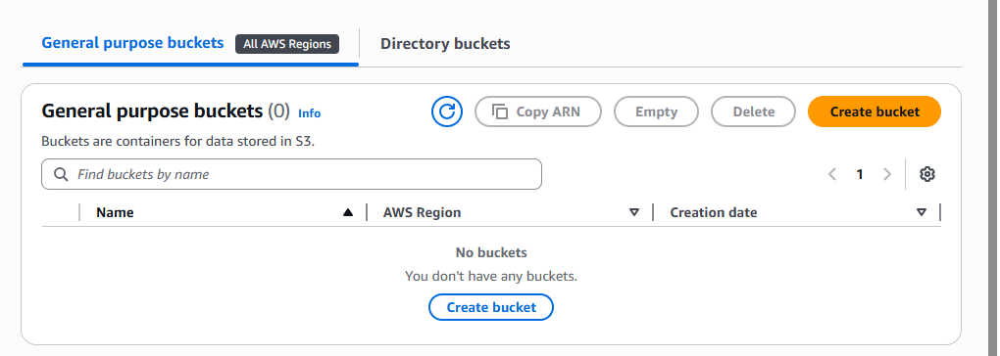 General purpose buckets All AWS Regions Directory buckets
General purpose buckets (0) Info Copy ARN Empty Delete Create bucket
Buckets are containers for data stored in S3.
Find buckets by name 1
Name AWS Region Creation date
No buckets
You don't have any buckets.
Create bucket